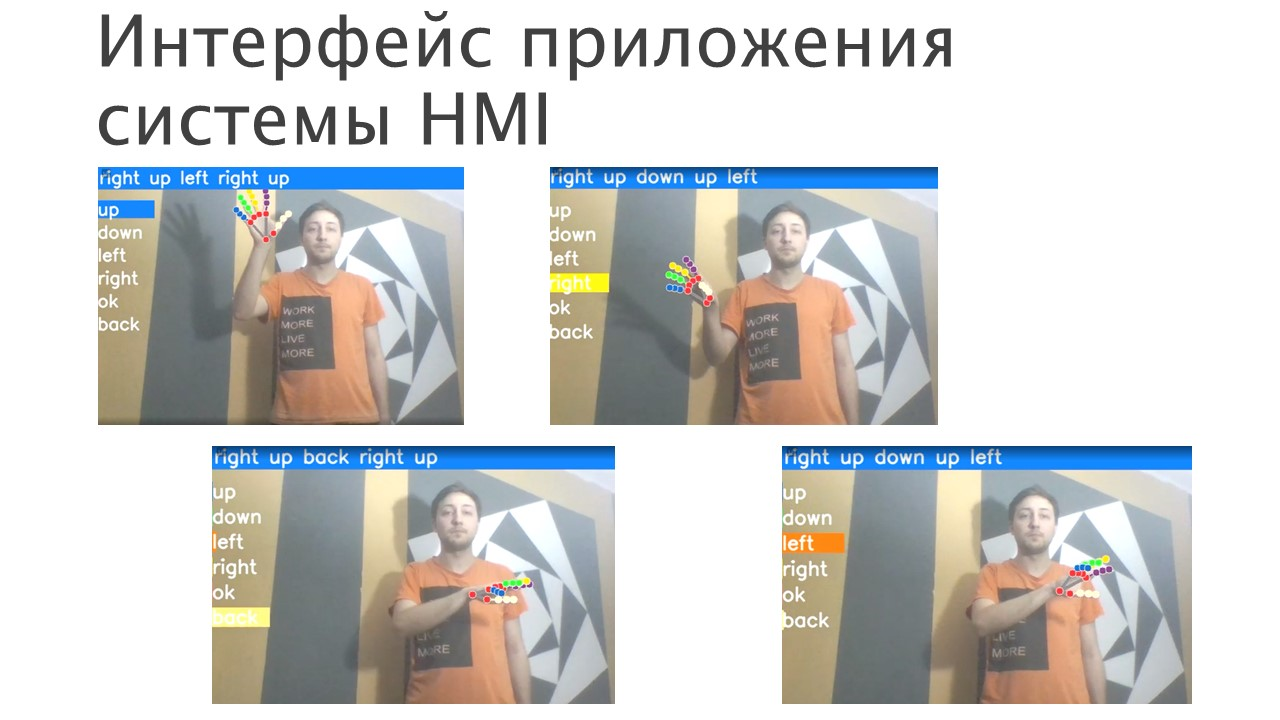 Интерфейс приложения
системы HMI
right up left right up
up
down
left
right
ok
back
WORK
MORE
LIVE
MORE
right up down up left
up
down
left
right
ok
back
WORK
MORE
LIVE
MORE
right up back right up
up
down
left
right
ok
back
LIVE
MORE
right up down up left
up
down
left
right
ok
back
LIVE
MORE